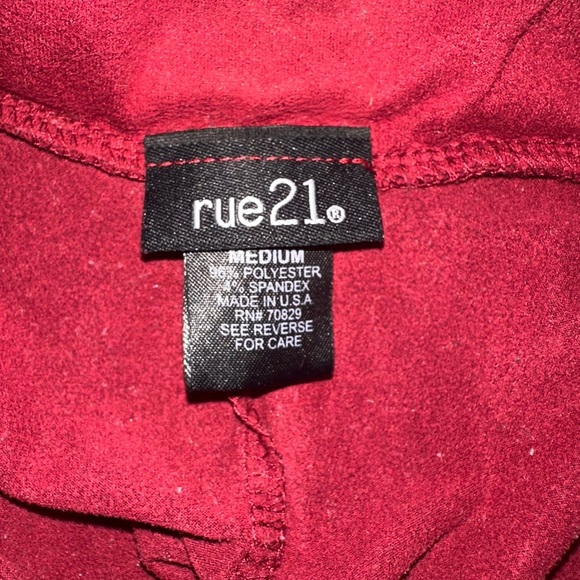 rue21®
MEDIUM
96% POLYESTER
4% SPANDEX
MADE IN U.S.A
RN# 70829
SEE REVERSE
FOR CARE